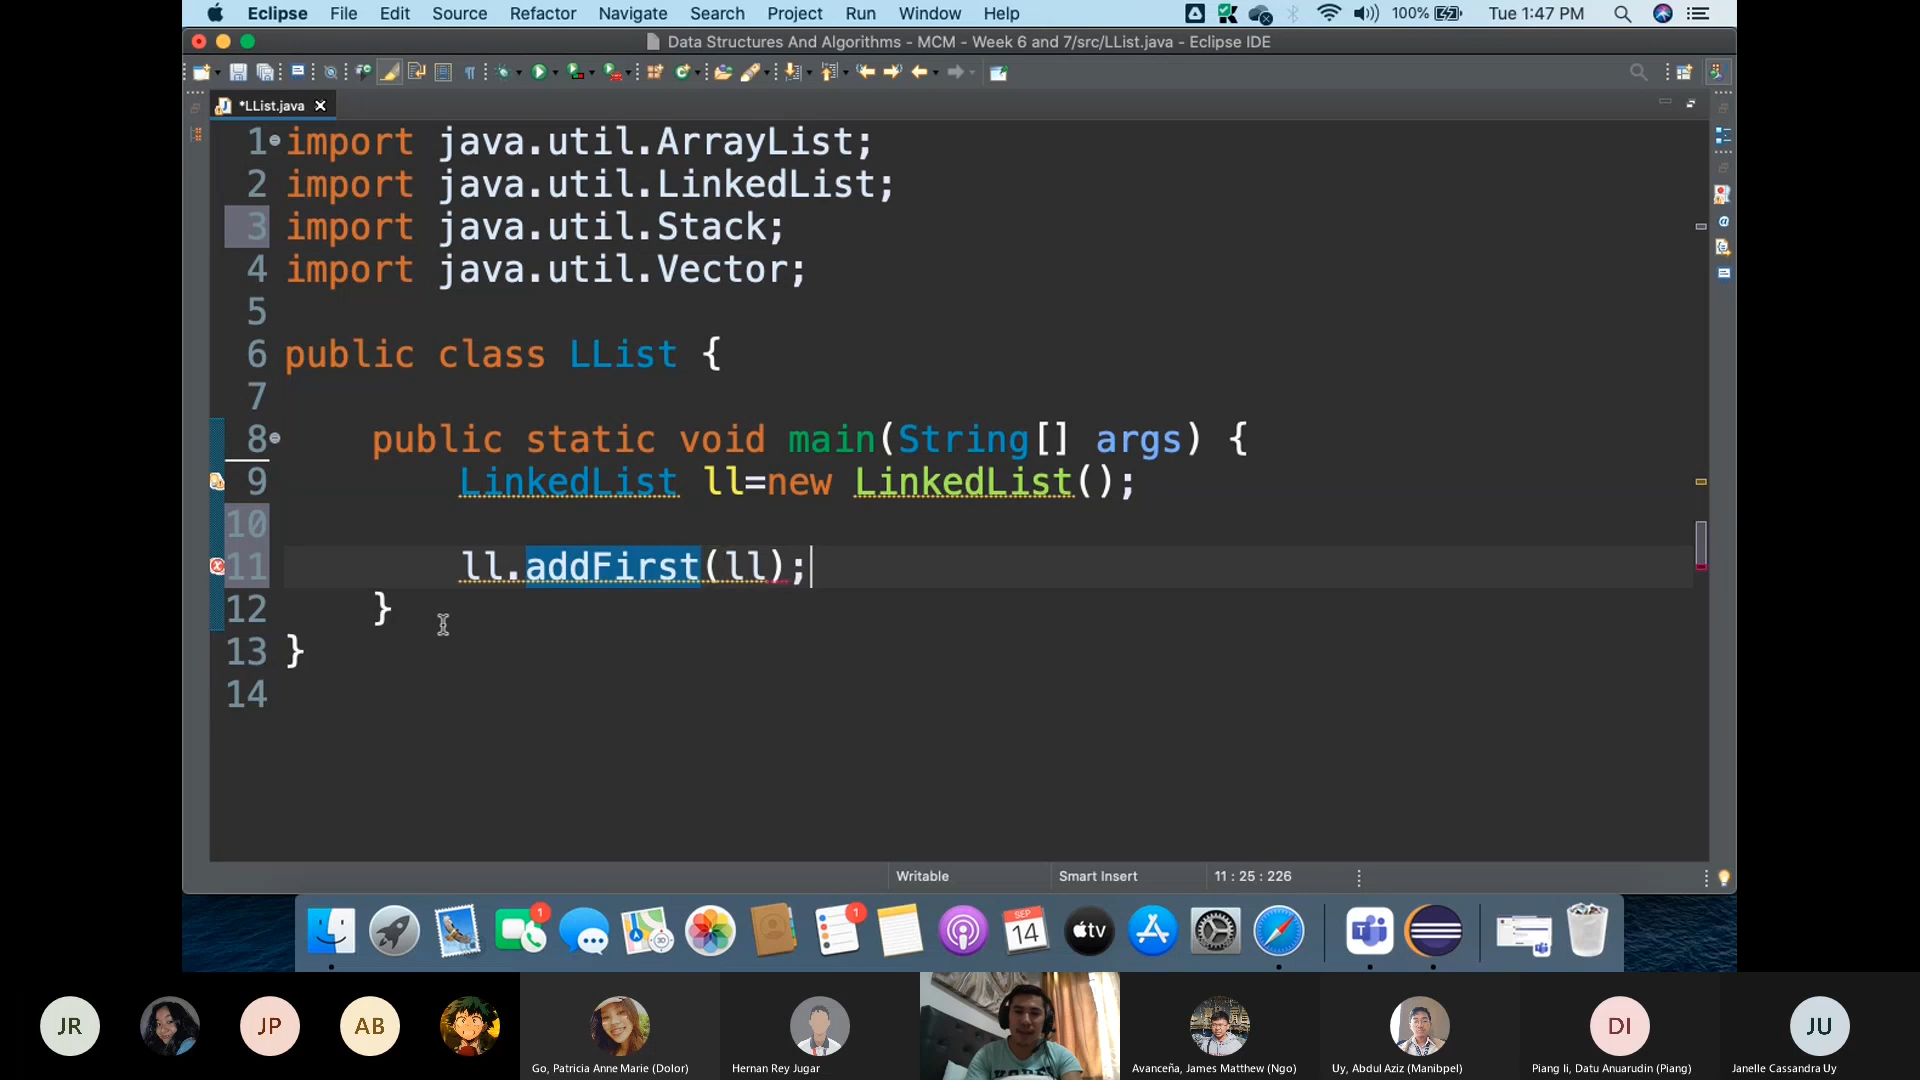 Eclipse File Edit Source Refactor Navigate Search Project Run Window Help 100% Tue 1:47 PM
Data Structures And Algorithms - MCM - Week 6 and 7/src/LList.java - Eclipse IDE
*LList.java
1 import java.util.ArrayList;
2 import java.util.LinkedList;
3 import java.util.Stack;
4 import java.util.Vector;
5
6 public class LList {
7
8 public static void main(String[] args) {
9 LinkedList ll=new LinkedList();
10
11 ll.addFirst(ll);
12 }
13 }
14
Writable Smart Insert 11 : 25 : 226
1 1 SEP 14 tv
JR JP AB DI JU
Go, Patricia Anne Marie (Dolor) Hernan Rey Jugar Avanceña, James Matthew (Ngo) Uy, Abdul Aziz (Manibpel) Piang Ii, Datu Anuarudin (Piang) Janelle Cassandra Uy